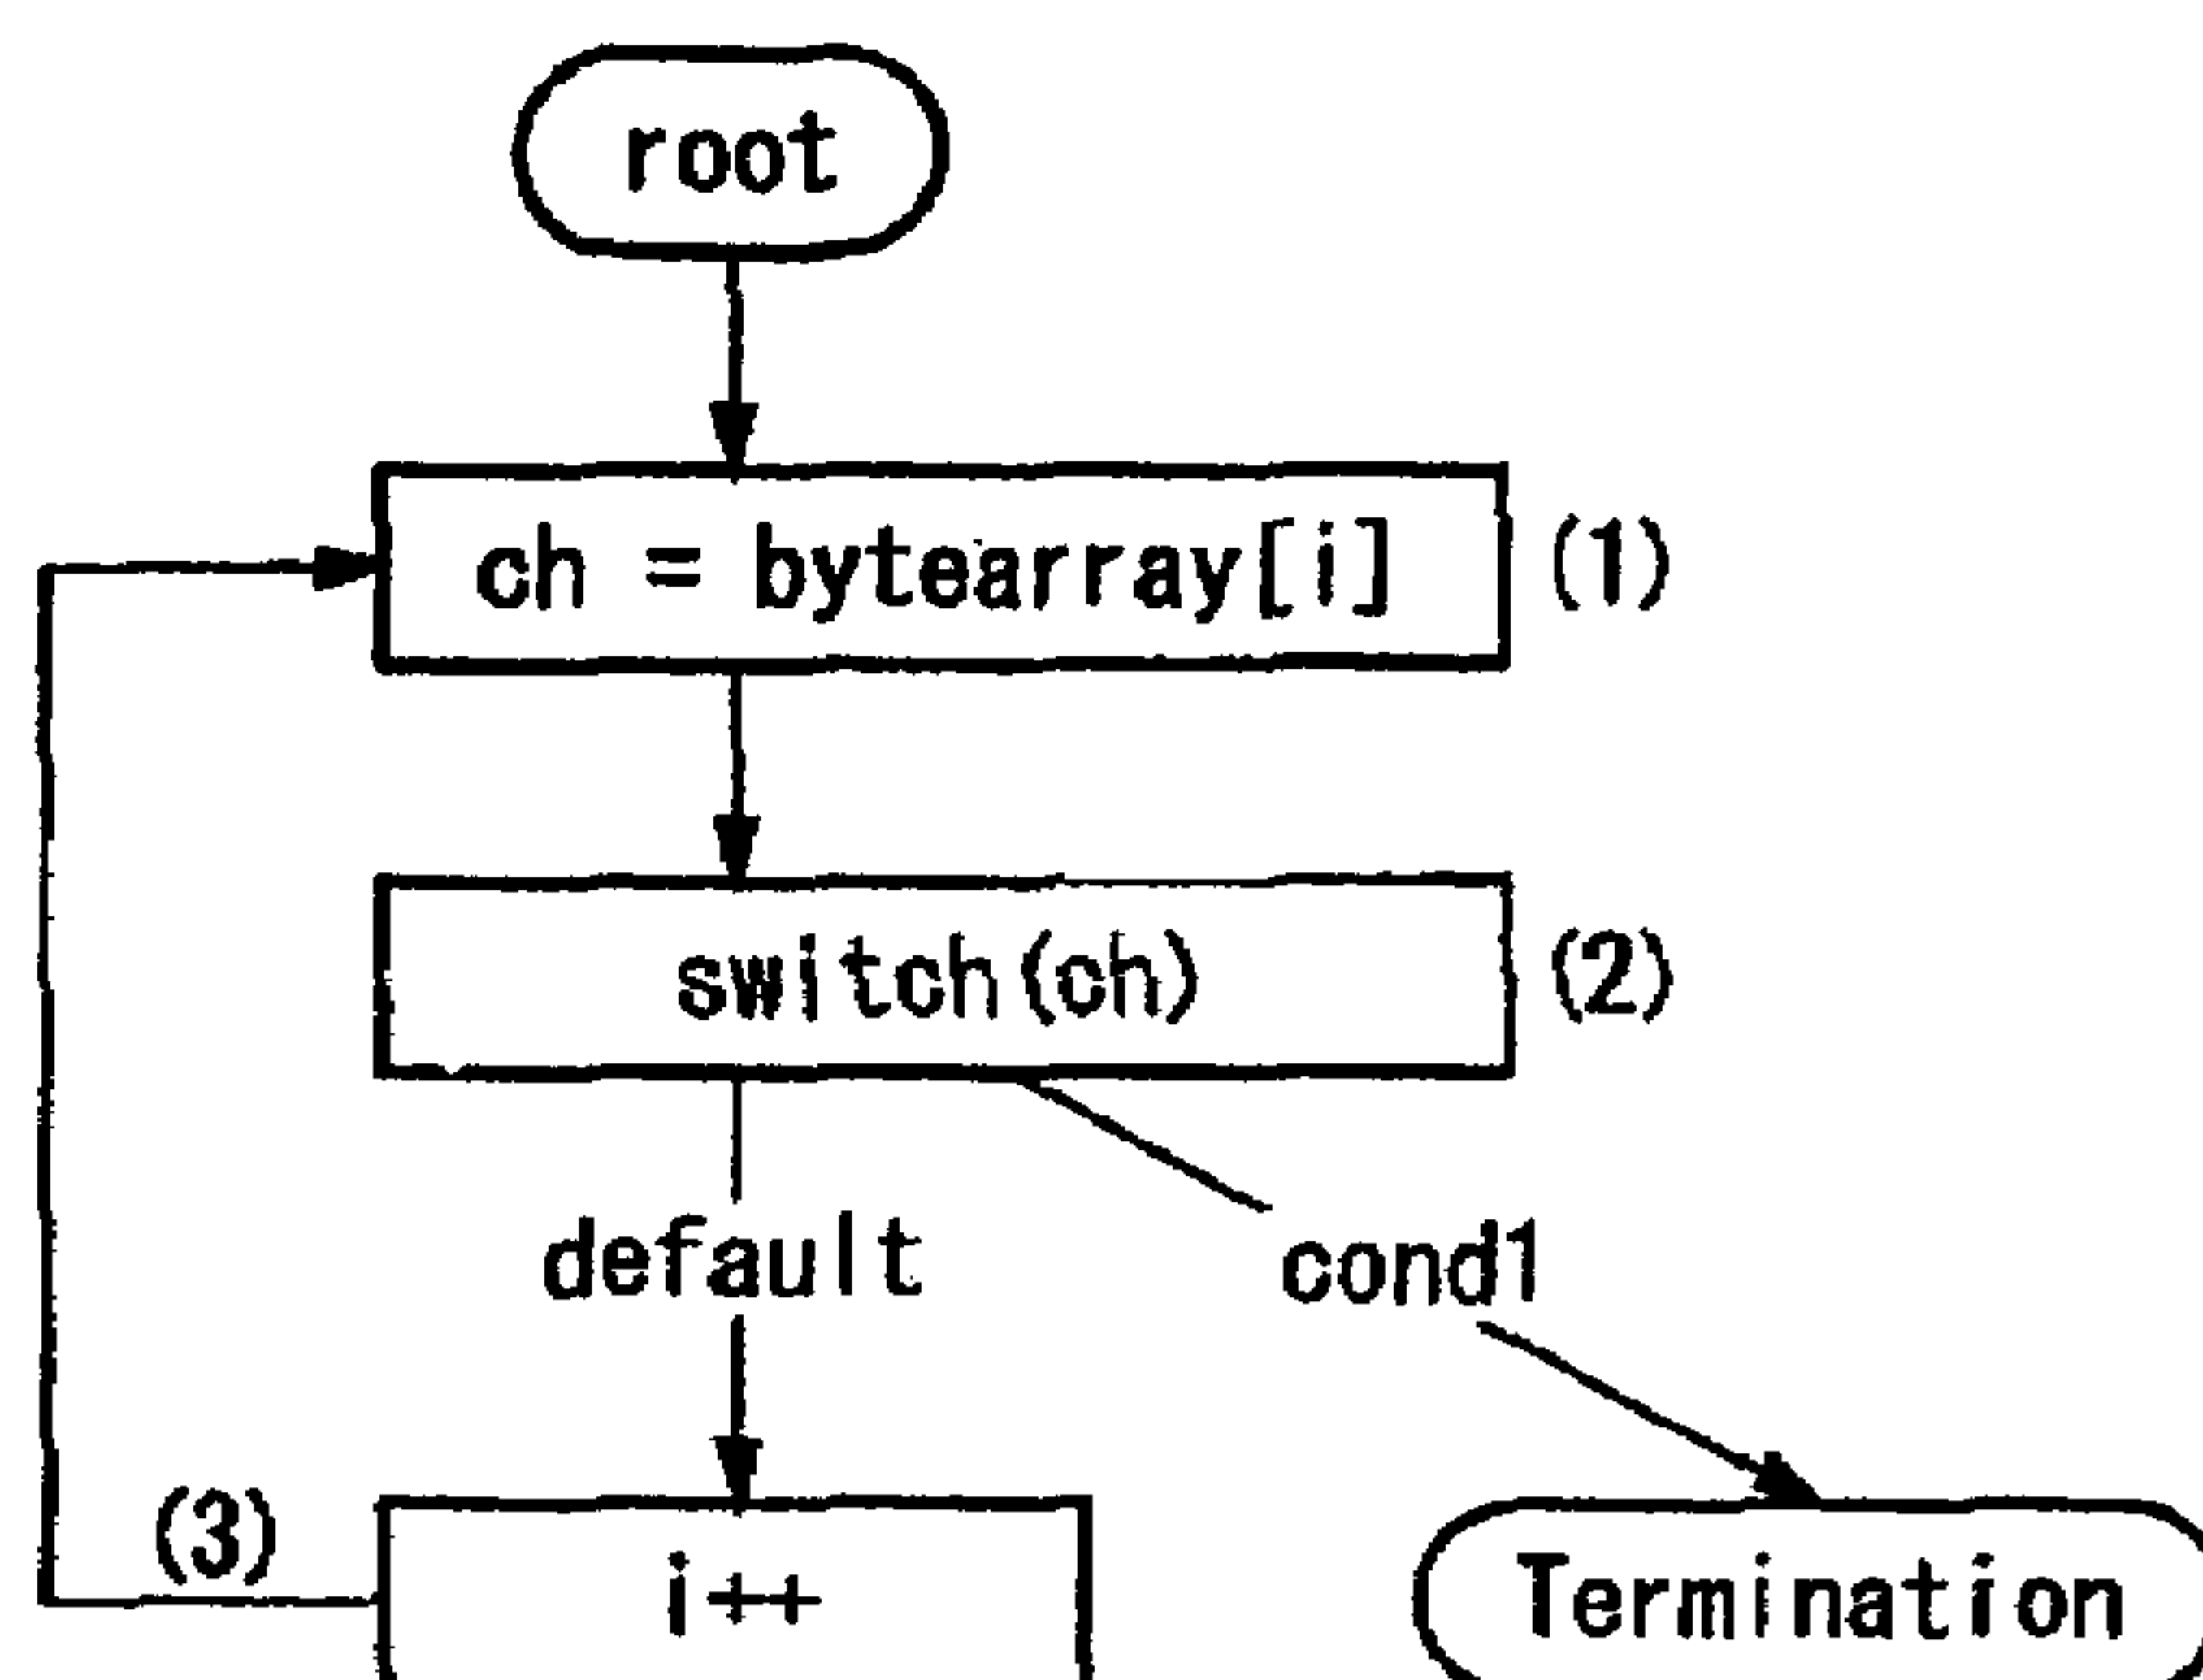 root
ch = bytearray[i] (1)
switch(ch) (2)
default cond1
(3) i++ Termination